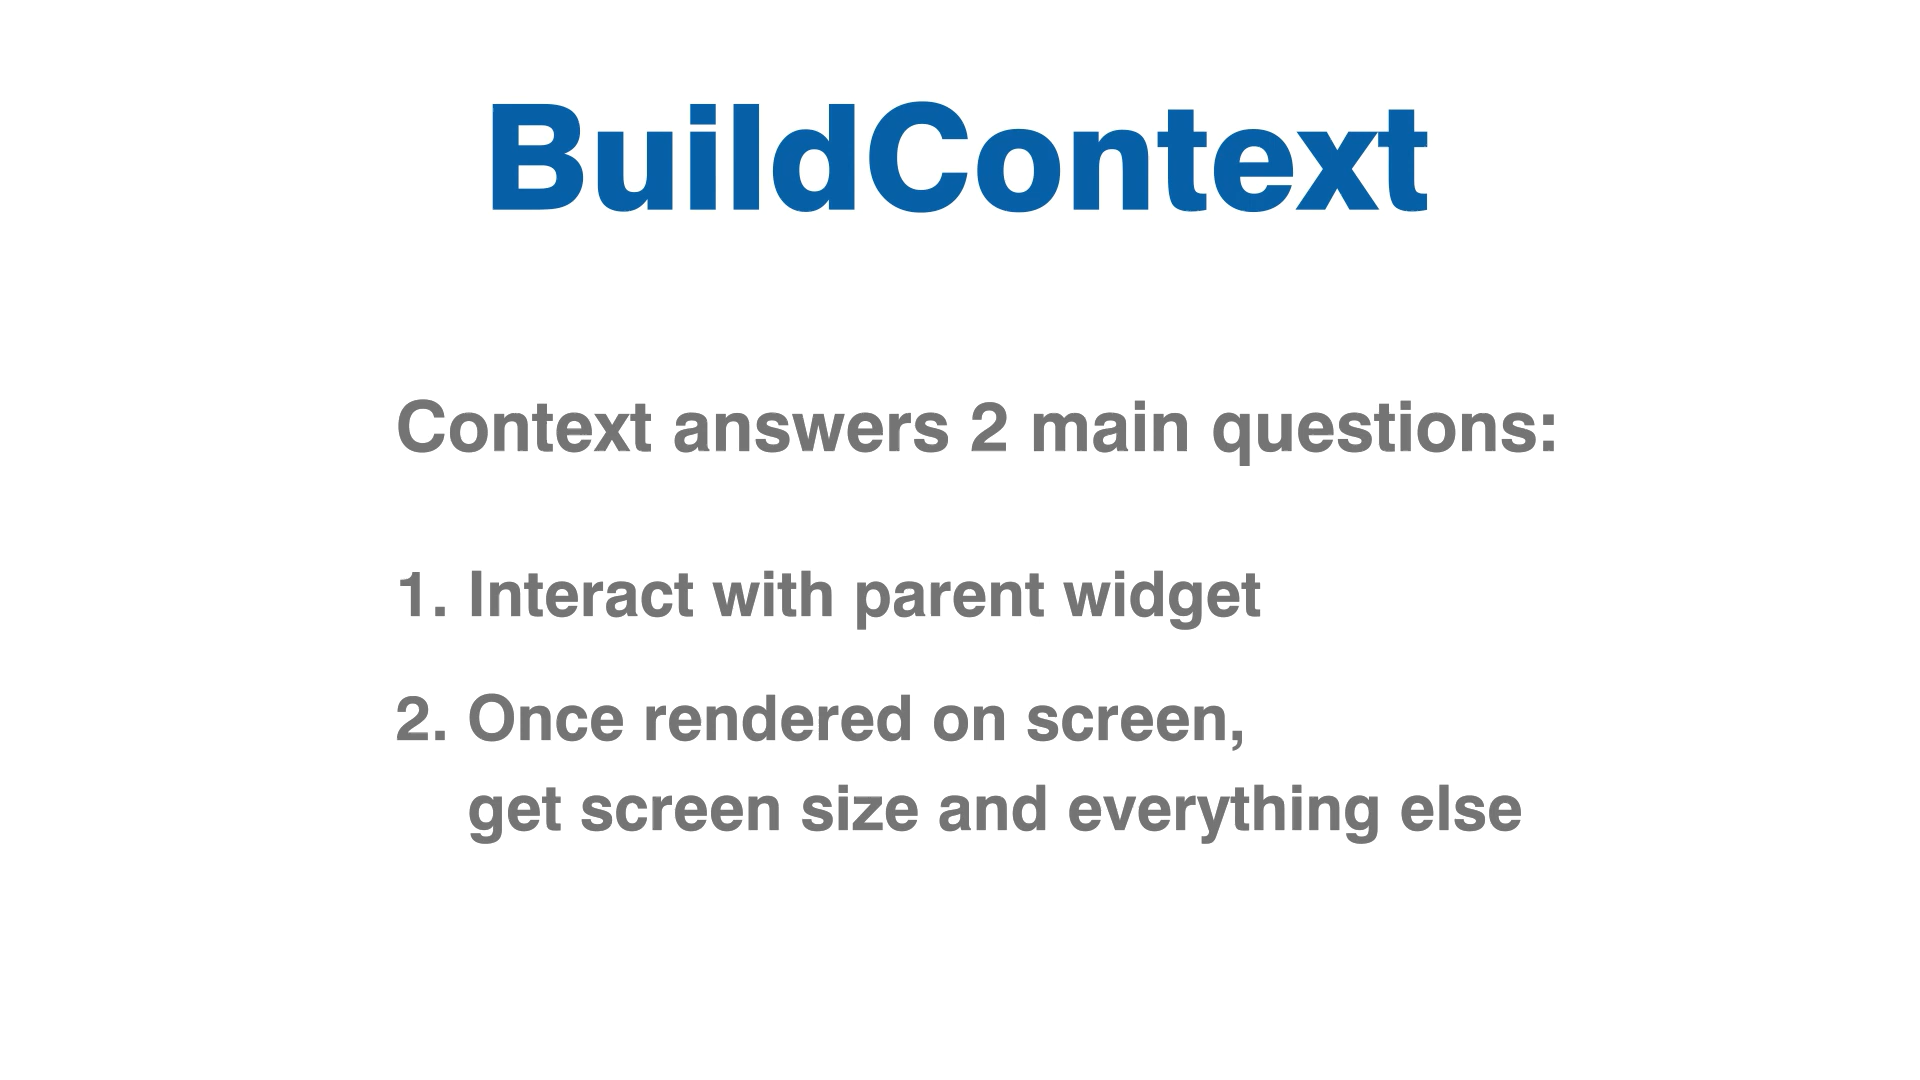 BuildContext
Context answers 2 main questions:
1. Interact with parent widget
2. Once rendered on screen,
get screen size and everything else